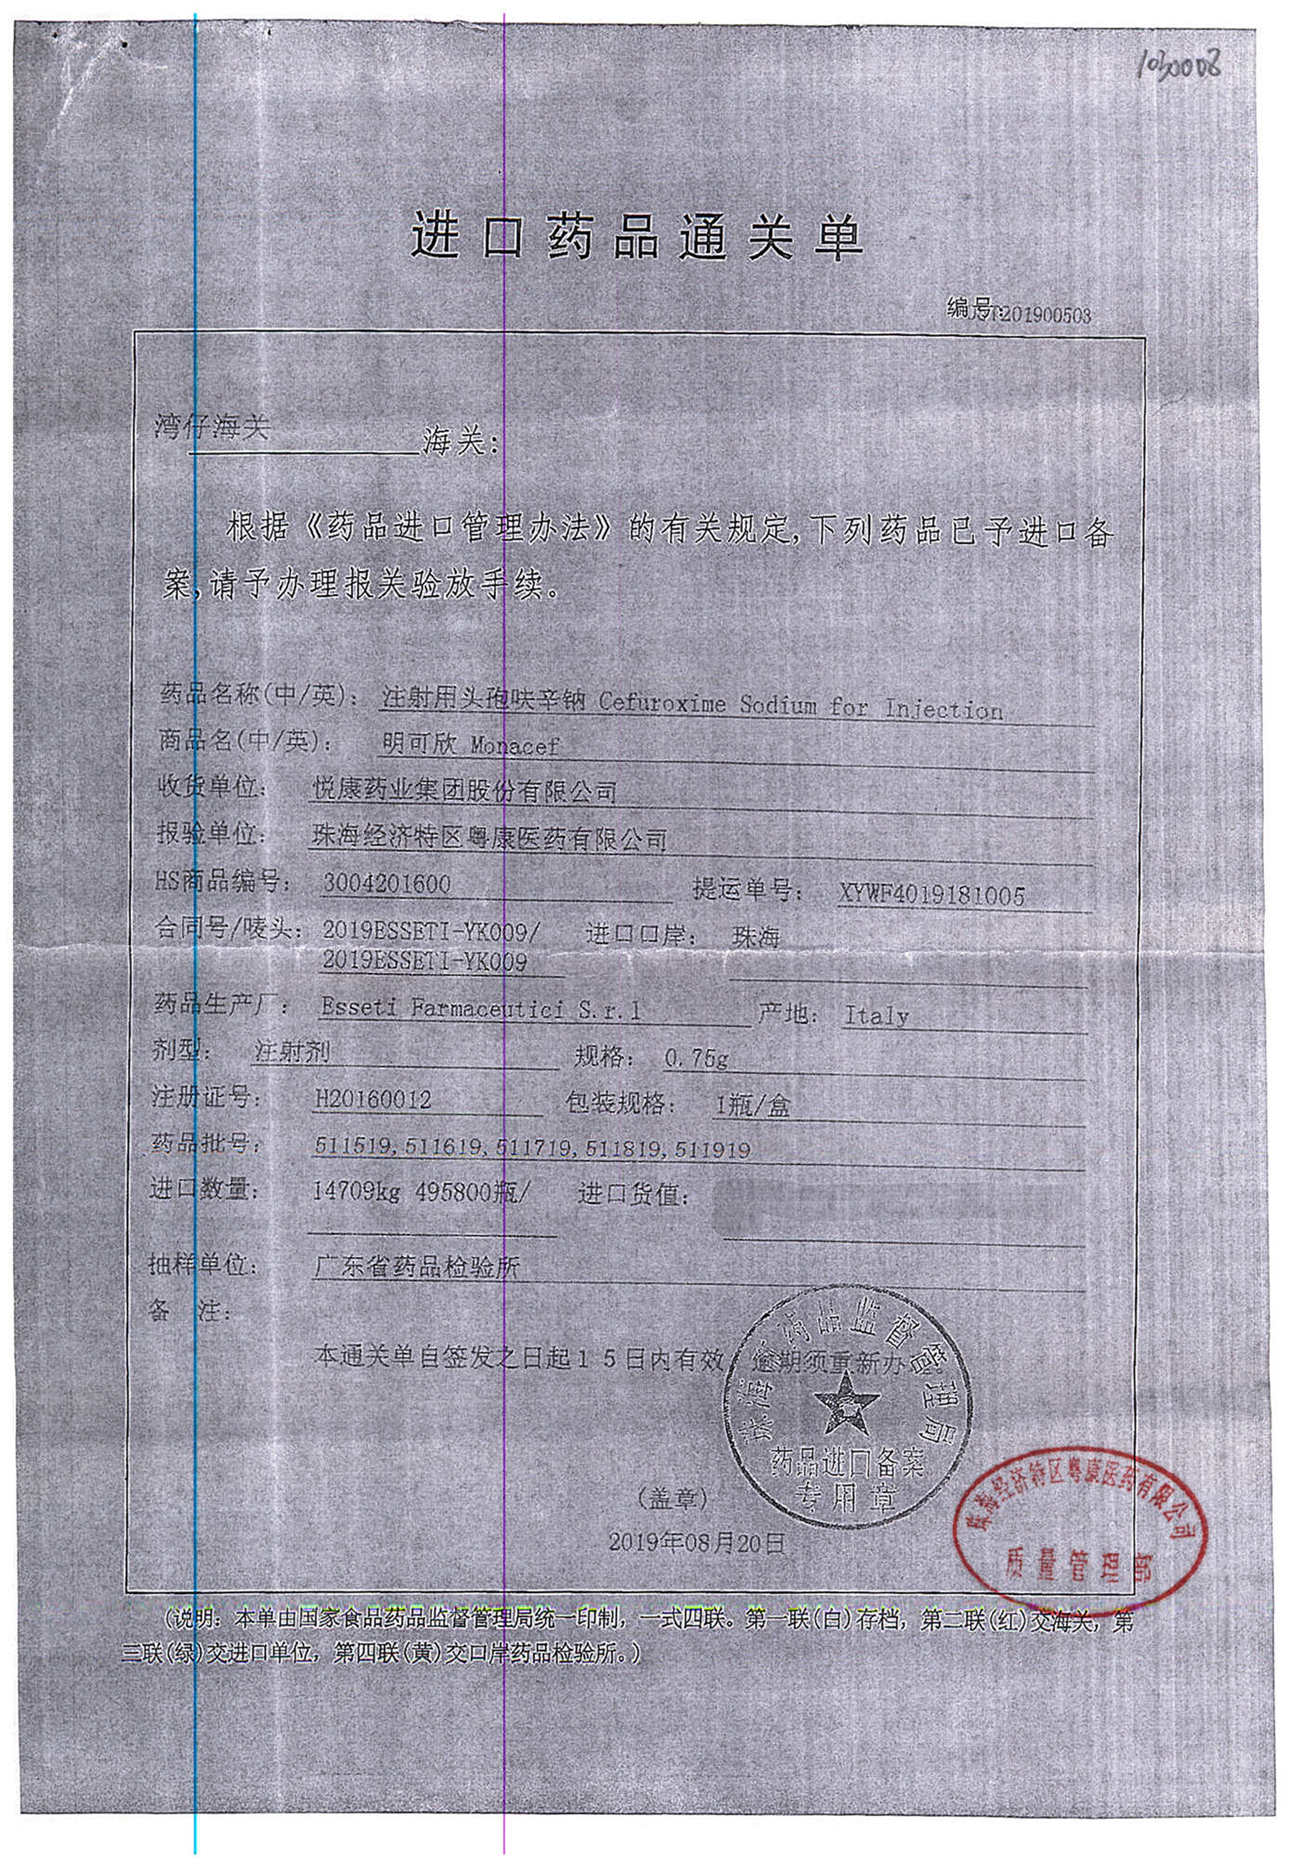 1030008
进口药品通关单
编号:201900503
湾仔海关 海关:
根据《药品进口管理办法》的有关规定,下列药品已予进口备
案,请予办理报关验放手续。
药品名称(中/英): 注射用头孢呋辛钠 Cefuroxime Sodium for Injection
商品名(中/英): 明可欣 Monacef
收货单位: 悦康药业集团股份有限公司
报验单位: 珠海经济特区粤康医药有限公司
HS商品编号: 3004201600 提运单号: XYWF4019181005
合同号/唛头: 2019ESSETI-YK009/ 进口口岸: 珠海
2019ESSETI-YK009
药品生产厂: Esseti Farmaceutici S.r.l 产地: Italy
剂型: 注射剂 规格: 0.75g
注册证号: H20160012 包装规格: 1瓶/盒
药品批号: 511519,511619,511719,511819,511919
进口数量: 14709kg 495800瓶/ 进口货值:
抽样单位: 广东省药品检验所
备 注:
本通关单自签发之日起15日内有效 逾期须重新办
珠海市药品监督管理局
药品进口备案
专用章
(盖章)
2019年08月20日
珠海经济特区粤康医药有限公司
质量管理部
(说明: 本单由国家食品药品监督管理局统一印制, 一式四联。第一联(白)存档, 第二联(红)交海关, 第
三联(绿)交进口单位, 第四联(黄)交口岸药品检验所。)